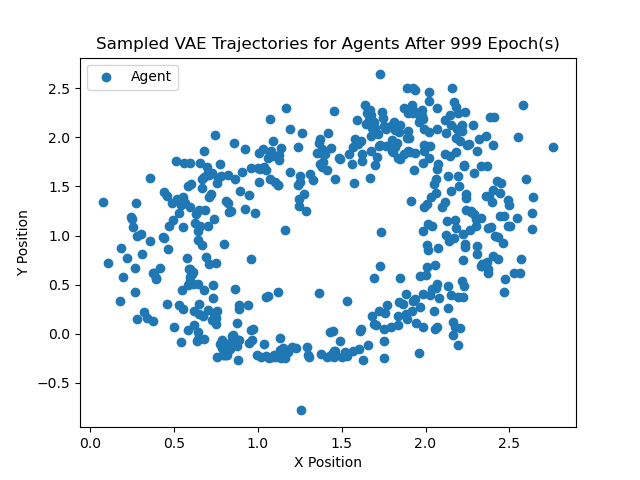 Sampled VAE Trajectories for Agents After 999 Epoch(s)
Agent
2.5
2.0
1.5
1.0
0.5
0.0
−0.5
Y Position
0.0 0.5 1.0 1.5 2.0 2.5
X Position